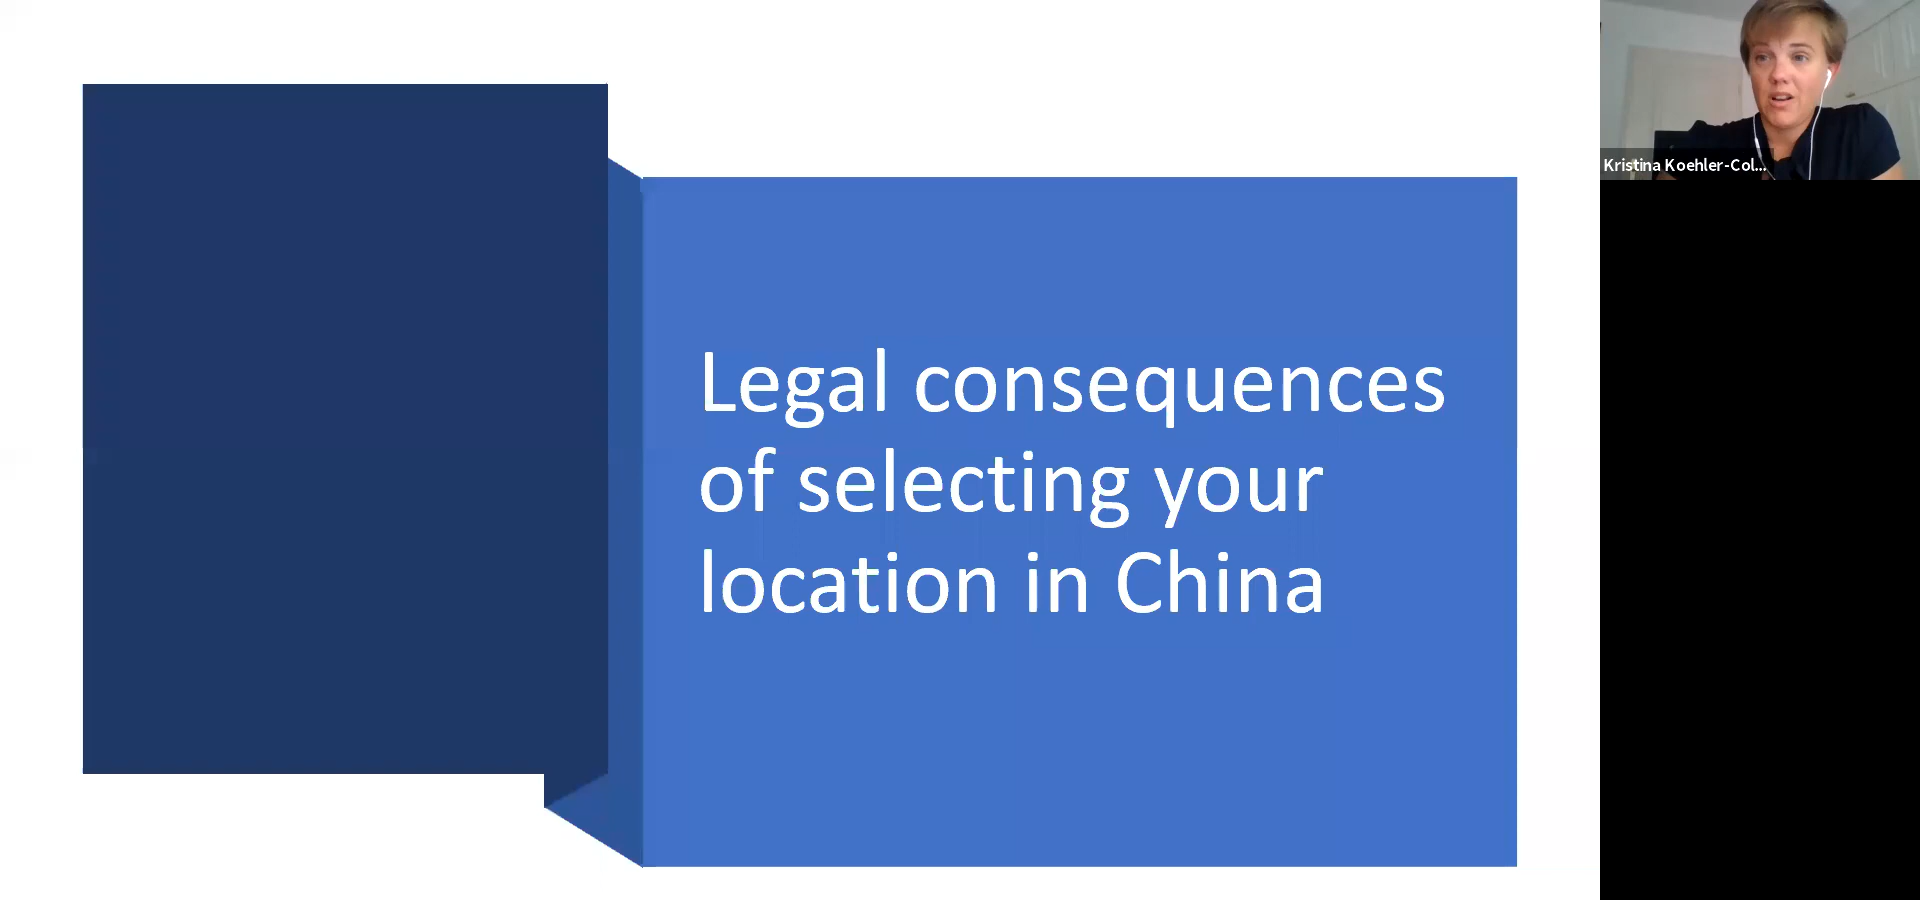 Legal consequences
of selecting your
location in China
Kristina Koehler-Col...